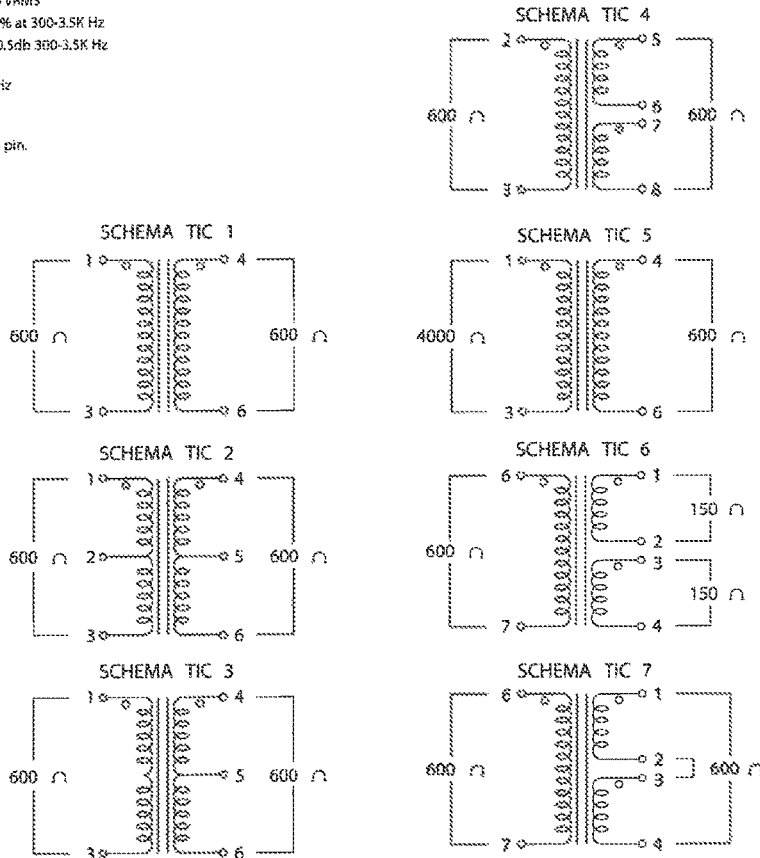 VRMS
% at 300-3.5K Hz
0.5db 300-3.5K Hz
Hz
pin.
SCHEMA TIC 4
2
5
600 Ω
6
7
600 Ω
3
8
SCHEMA TIC 1
1
4
600 Ω
600 Ω
3
6
SCHEMA TIC 5
1
4
4000 Ω
600 Ω
3
6
SCHEMA TIC 2
1
4
600 Ω
2
5
600 Ω
3
6
SCHEMA TIC 6
6
1
150 Ω
600 Ω
2
3
150 Ω
7
4
SCHEMA TIC 3
1
4
600 Ω
5
600 Ω
3
6
SCHEMA TIC 7
6
1
600 Ω
2
3
600 Ω
7
4